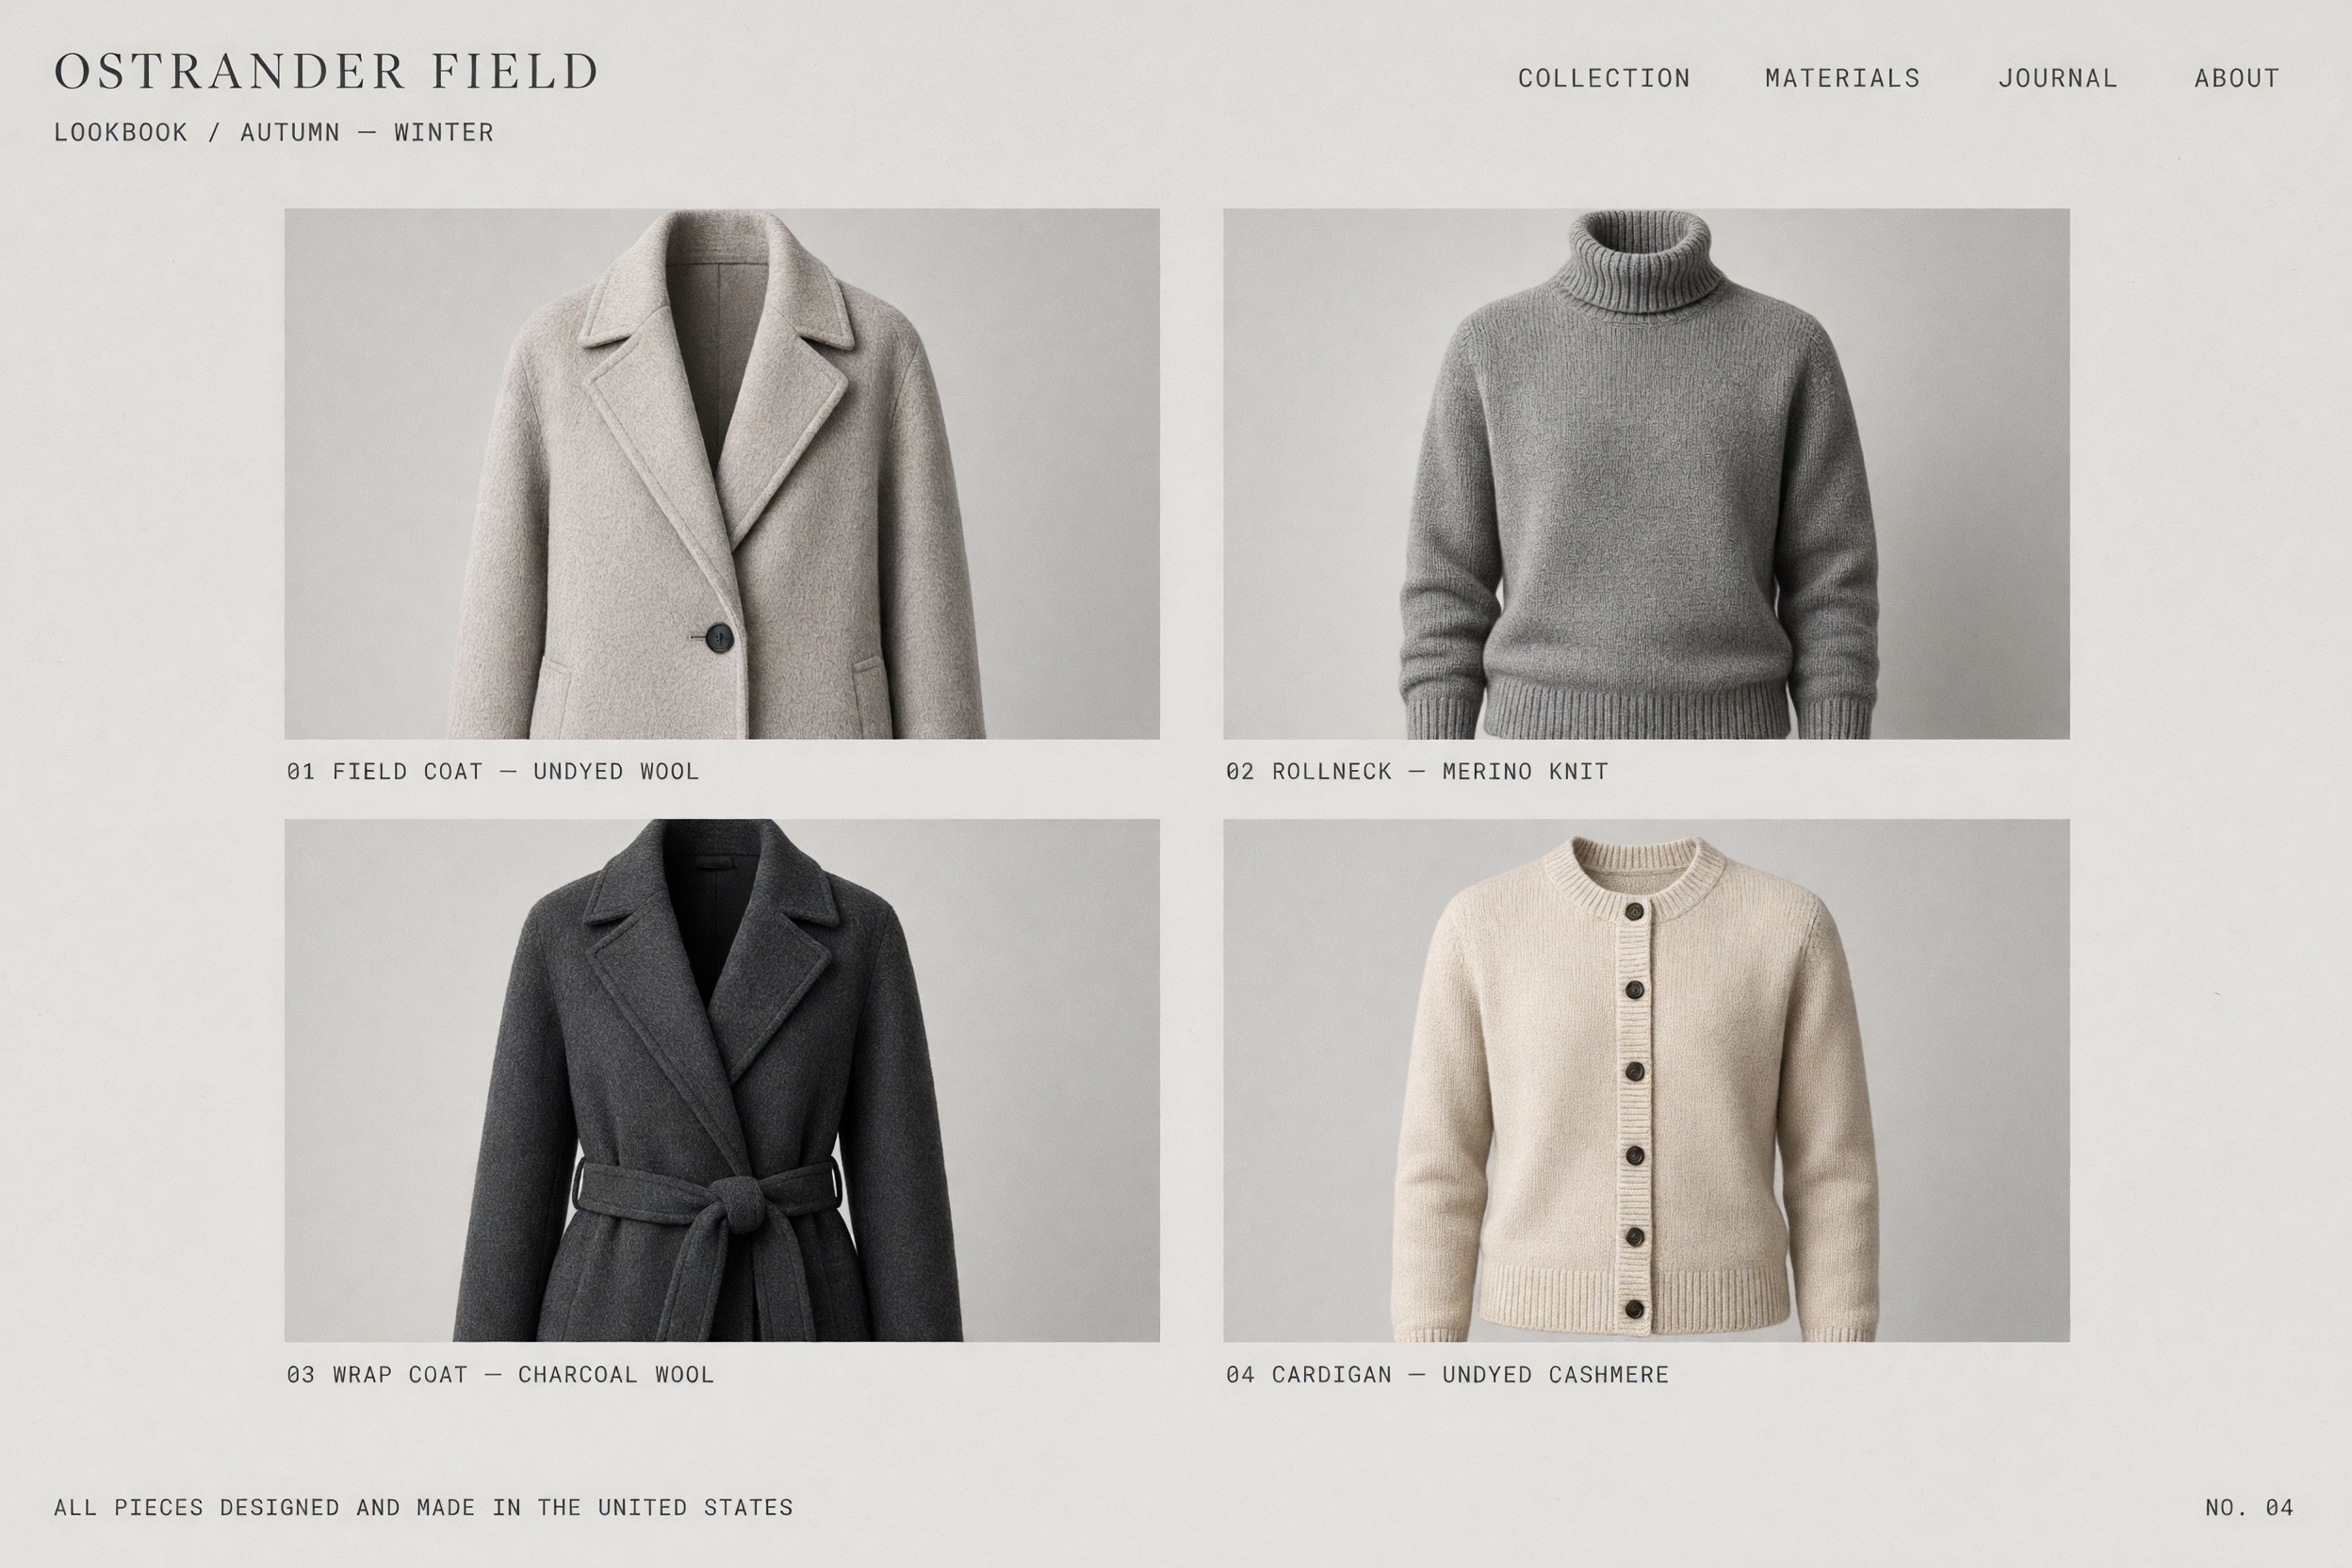 OSTRANDER FIELD
LOOKBOOK / AUTUMN — WINTER
COLLECTION MATERIALS JOURNAL ABOUT
01 FIELD COAT — UNDYED WOOL
02 ROLLNECK — MERINO KNIT
03 WRAP COAT — CHARCOAL WOOL
04 CARDIGAN — UNDYED CASHMERE
ALL PIECES DESIGNED AND MADE IN THE UNITED STATES
NO. 04